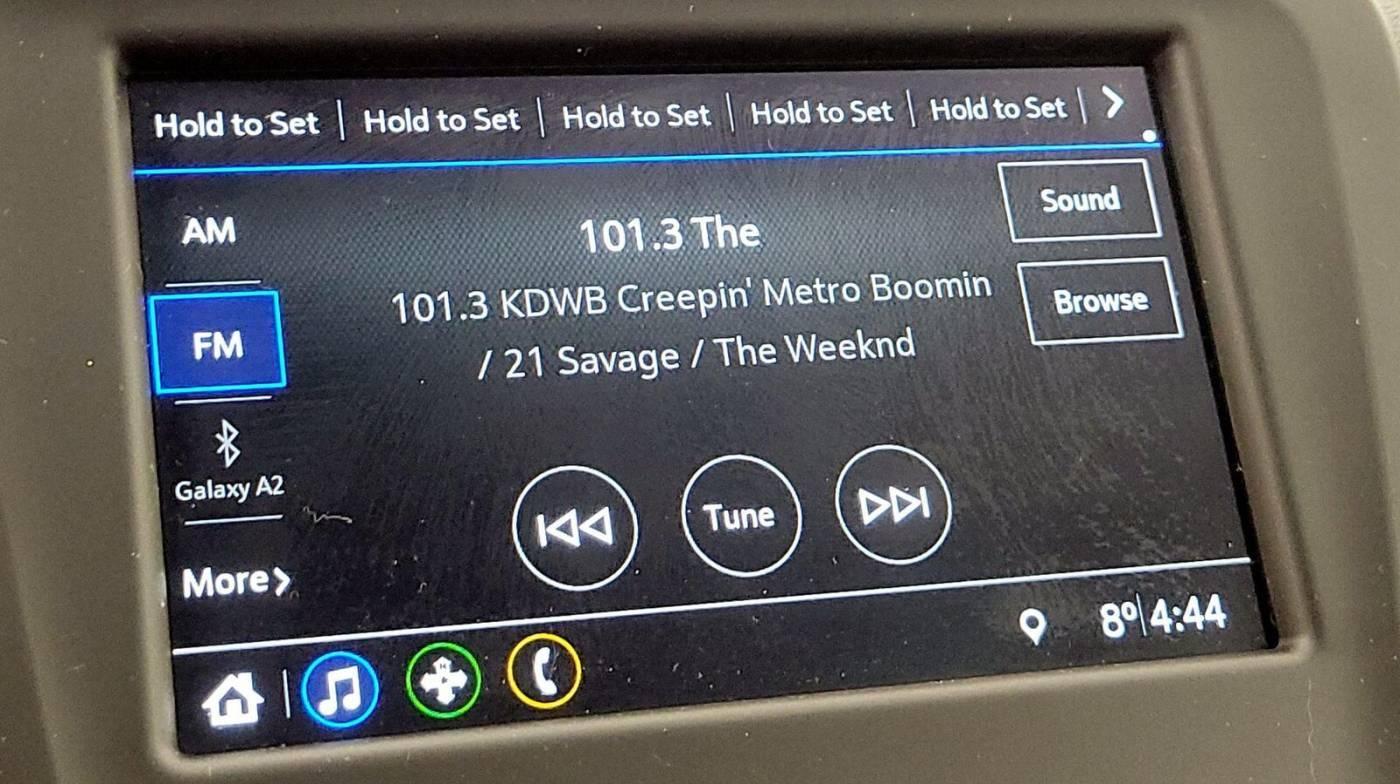 Hold to Set | Hold to Set | Hold to Set | Hold to Set | Hold to Set |
AM
101.3 The
Sound
101.3 KDWB Creepin' Metro Boomin
/ 21 Savage / The Weeknd
Browse
FM
Galaxy A2
Tune
More
8º|4:44